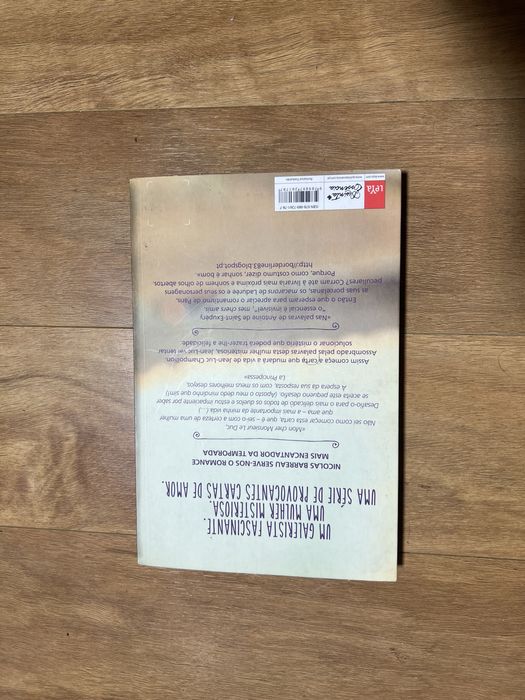 UM GALERISTA FASCINANTE.
UMA MULHER MISTERIOSA.
UMA SÉRIE DE PROVOCANTES CARTAS DE AMOR.
NICOLAS BARREAU SERVE-NOS O ROMANCE
MAIS ENCANTADOR DA TEMPORADA
«Mon cher Monsieur Le Duc,
Não sei como começar esta carta, que é – sei-o com a certeza de uma mulher
que ama – a mais importante da minha vida (...)
Desafio-o para o mais delicado de todos os duelos e estou impaciente por saber
se aceita este pequeno desafio. (Aposto o meu dedo mindinho que sim!)
À espera da sua resposta, com os meus melhores desejos,
La Principessa»
Assim começa a carta que mudará a vida de Jean-Luc Champollion.
Assombrado pelas palavras desta mulher misteriosa, Jean-Luc vai tentar
solucionar o mistério que poderá trazer-lhe a felicidade.
«Nas palavras de Antoine de Saint-Exupéry
"o essencial é invisível", mes chers amis.
Então o que esperam para apreciar o romantismo de Paris,
as suas porcelanas, os macarons de Ladurée e os seus personagens
peculiares? Corram até à livraria mais próxima e sonhem de olhos abertos.
Porque, como costumo dizer, sonhar é bom»
http://borderline83.blogspot.pt
Quinta
Essência
LeYa